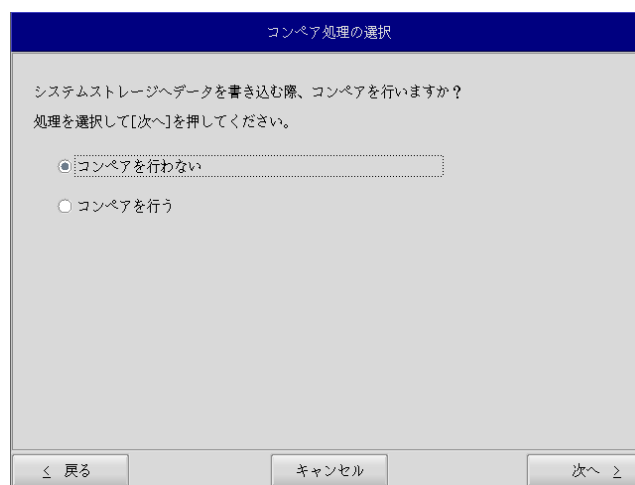 コンペア処理の選択
システムストレージへデータを書き込む際、コンペアを行いますか？
処理を選択して[次へ]を押してください。
コンペアを行わない
コンペアを行う
< 戻る
キャンセル
次へ >